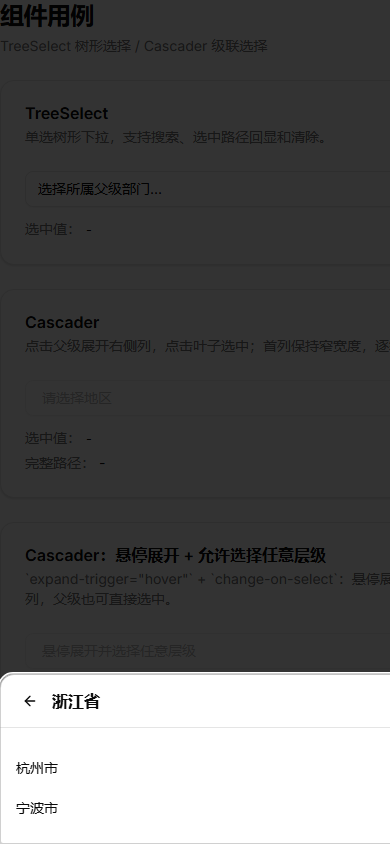 组件用例
TreeSelect 树形选择 / Cascader 级联选择
TreeSelect
单选树形下拉，支持搜索、选中路径回显和清除。
选择所属父级部门...
选中值： -
Cascader
点击父级展开右侧列，点击叶子选中；首列保持窄宽度，逐
请选择地区
选中值： -
完整路径： -
Cascader：悬停展开 + 允许选择任意层级
`expand-trigger="hover"` + `change-on-select`：悬停展
列，父级也可直接选中。
悬停展开并选择任意层级
浙江省
杭州市
宁波市